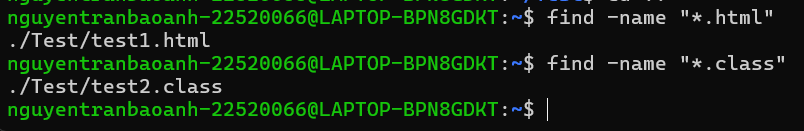 nguyentranbaoanh-22520066@LAPTOP-BPN8GDKT:~$ find -name "*.html"
./Test/test1.html
nguyentranbaoanh-22520066@LAPTOP-BPN8GDKT:~$ find -name "*.class"
./Test/test2.class
nguyentranbaoanh-22520066@LAPTOP-BPN8GDKT:~$